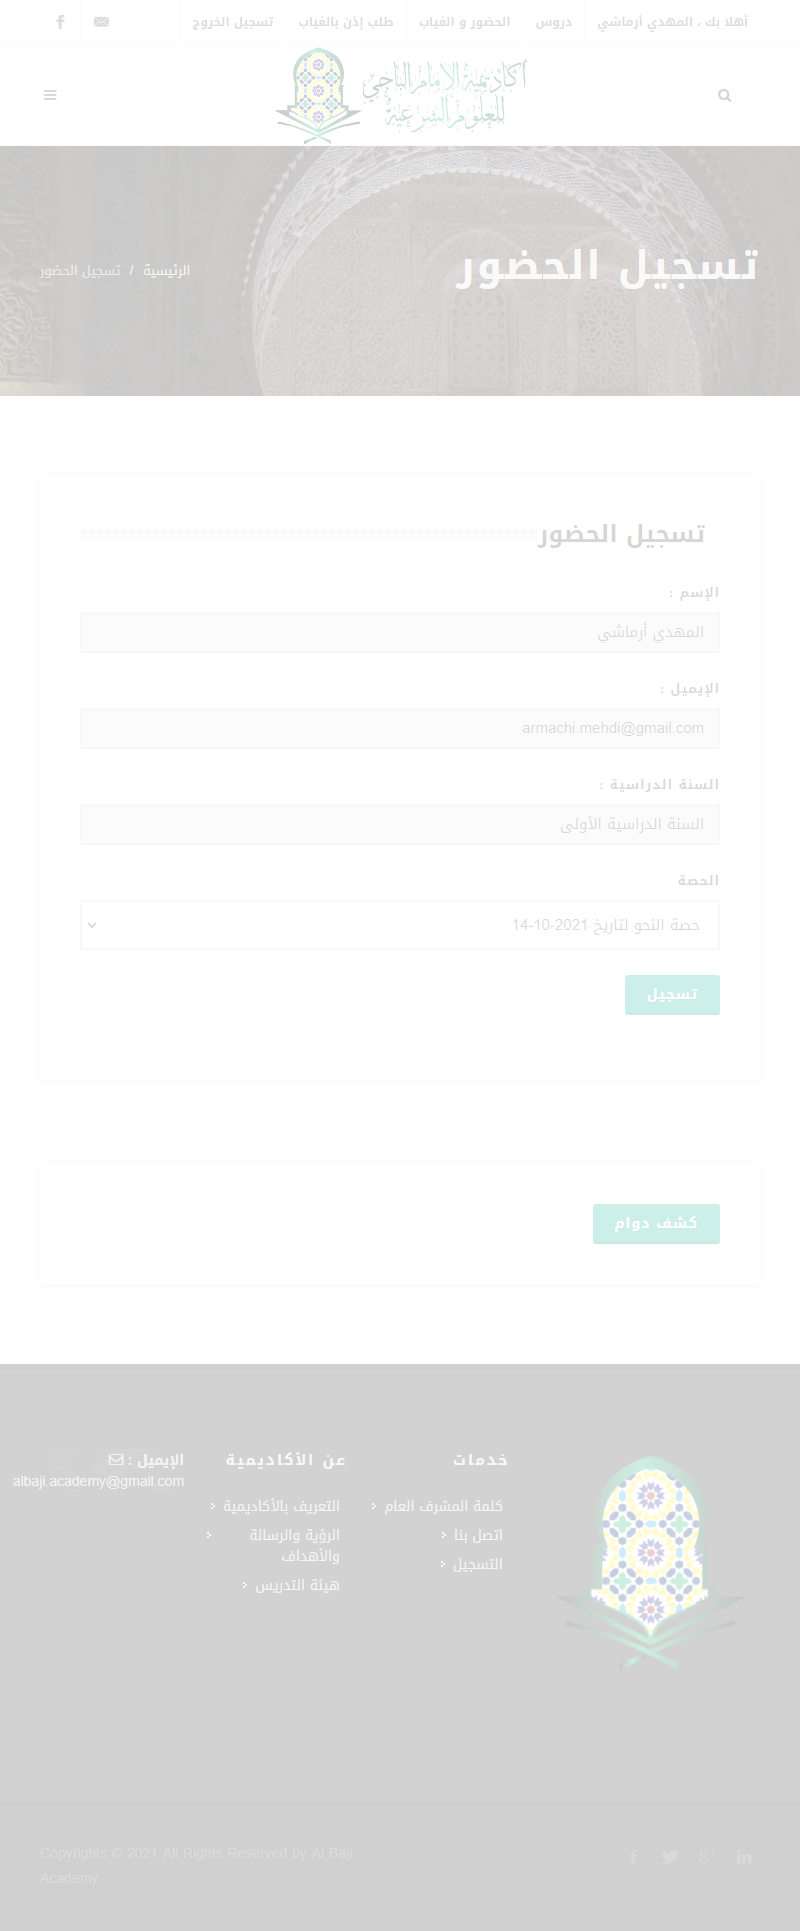 أهلا بك ، المهدي أرماشي
دروس
الحضور و الغياب
طلب إذن بالغياب
تسجيل الخروج
أكاديمية الإمام الباجي
للعلوم الشرعية
تسجيل الحضور
الرئيسية / تسجيل الحضور
تسجيل الحضور
الإسم :
المهدي أرماشي
الإيميل :
armachi.mehdi@gmail.com
السنة الدراسية :
السنة الدراسية الأولى
الحصة
حصة النحو لتاريخ 2021-10-14
تسجيل
كشف دوام
خدمات
كلمة المشرف العام
اتصل بنا
التسجيل
عن الأكاديمية
التعريف بالأكاديمية
الرؤية والرسالة
والأهداف
هيئة التدريس
الإيميل :
albaji.academy@gmail.com
Copyrights © 2021 All Rights Reserved by Al Baji
Academy